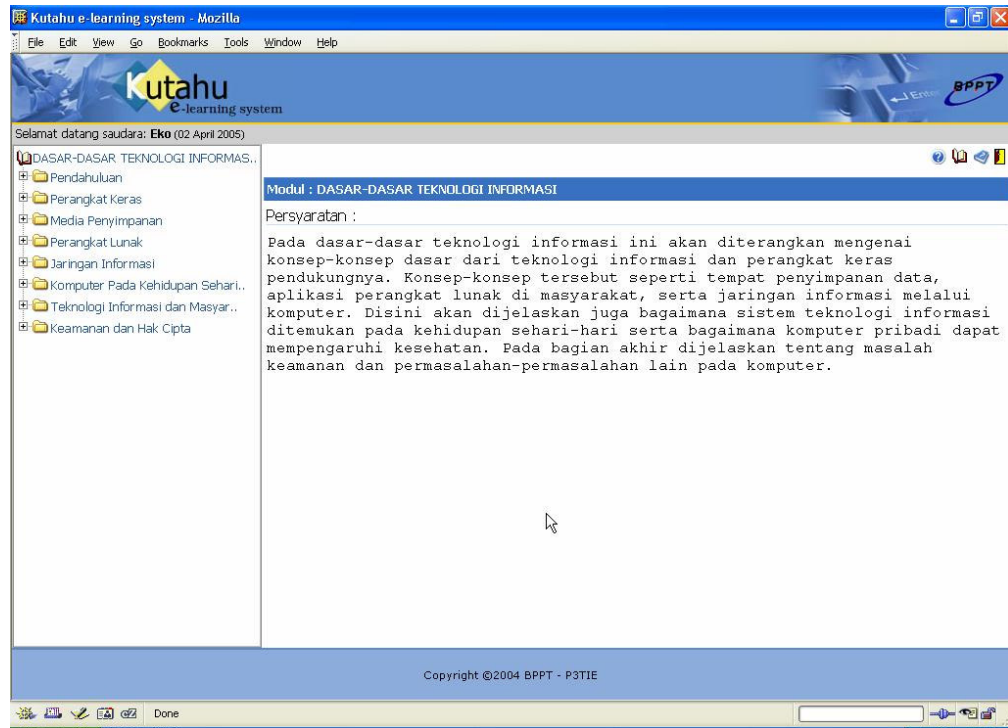 Kutahu e-learning system - Mozilla
File Edit View Go Bookmarks Tools Window Help
Kutahu
e-learning system
Enter
BPPT
Selamat datang saudara: Eko (02 April 2005)
DASAR-DASAR TEKNOLOGI INFORMAS..
Pendahuluan
Perangkat Keras
Media Penyimpanan
Perangkat Lunak
Jaringan Informasi
Komputer Pada Kehidupan Sehari..
Teknologi Informasi dan Masyar..
Keamanan dan Hak Cipta
Modul : DASAR-DASAR TEKNOLOGI INFORMASI
Persyaratan :
Pada dasar-dasar teknologi informasi ini akan diterangkan mengenai
konsep-konsep dasar dari teknologi informasi dan perangkat keras
pendukungnya. Konsep-konsep tersebut seperti tempat penyimpanan data,
aplikasi perangkat lunak di masyarakat, serta jaringan informasi melalui
komputer. Disini akan dijelaskan juga bagaimana sistem teknologi informasi
ditemukan pada kehidupan sehari-hari serta bagaimana komputer pribadi dapat
mempengaruhi kesehatan. Pada bagian akhir dijelaskan tentang masalah
keamanan dan permasalahan-permasalahan lain pada komputer.
Copyright ©2004 BPPT - P3TIE
Done